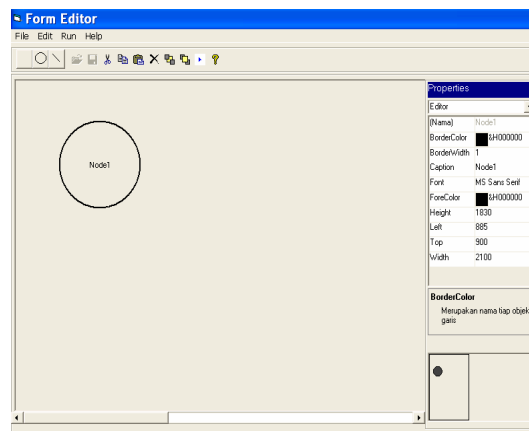 Form Editor
File Edit Run Help
Node1
Properties
Editor
(Nama) Node1
BorderColor &H000000
BorderWidth 1
Caption Node1
Font MS Sans Serif
ForeColor &H000000
Height 1830
Left 885
Top 900
Width 2100
BorderColor
Merupakan nama tiap objek
garis